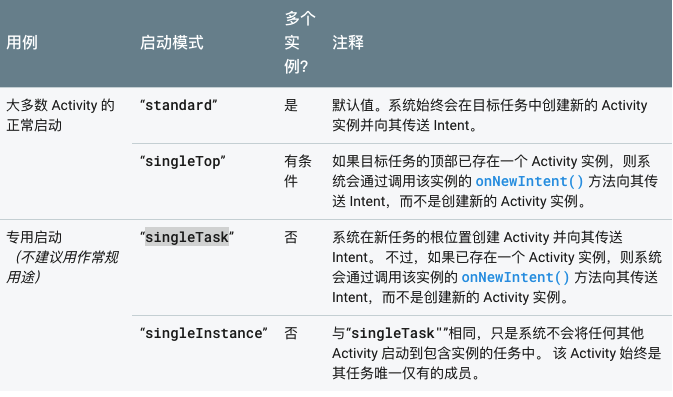 用例 启动模式 多个实例? 注释
大多数 Activity 的
正常启动
"standard"
是
默认值。系统始终会在目标任务中创建新的 Activity
实例并向其传送 Intent。
"singleTop"
有条
件
如果目标任务的顶部已存在一个 Activity 实例，则系
统会通过调用该实例的 onNewIntent() 方法向其传
送 Intent，而不是创建新的 Activity 实例。
专用启动
（不建议用作常规
用途）
"singleTask"
否
系统在新任务的根位置创建 Activity 并向其传送
Intent。 不过，如果已存在一个 Activity 实例，则系统
会通过调用该实例的 onNewIntent() 方法向其传送
Intent，而不是创建新的 Activity 实例。
"singleInstance"
否
与"singleTask""相同，只是系统不会将任何其他
Activity 启动到包含实例的任务中。 该 Activity 始终是
其任务唯一仅有的成员。